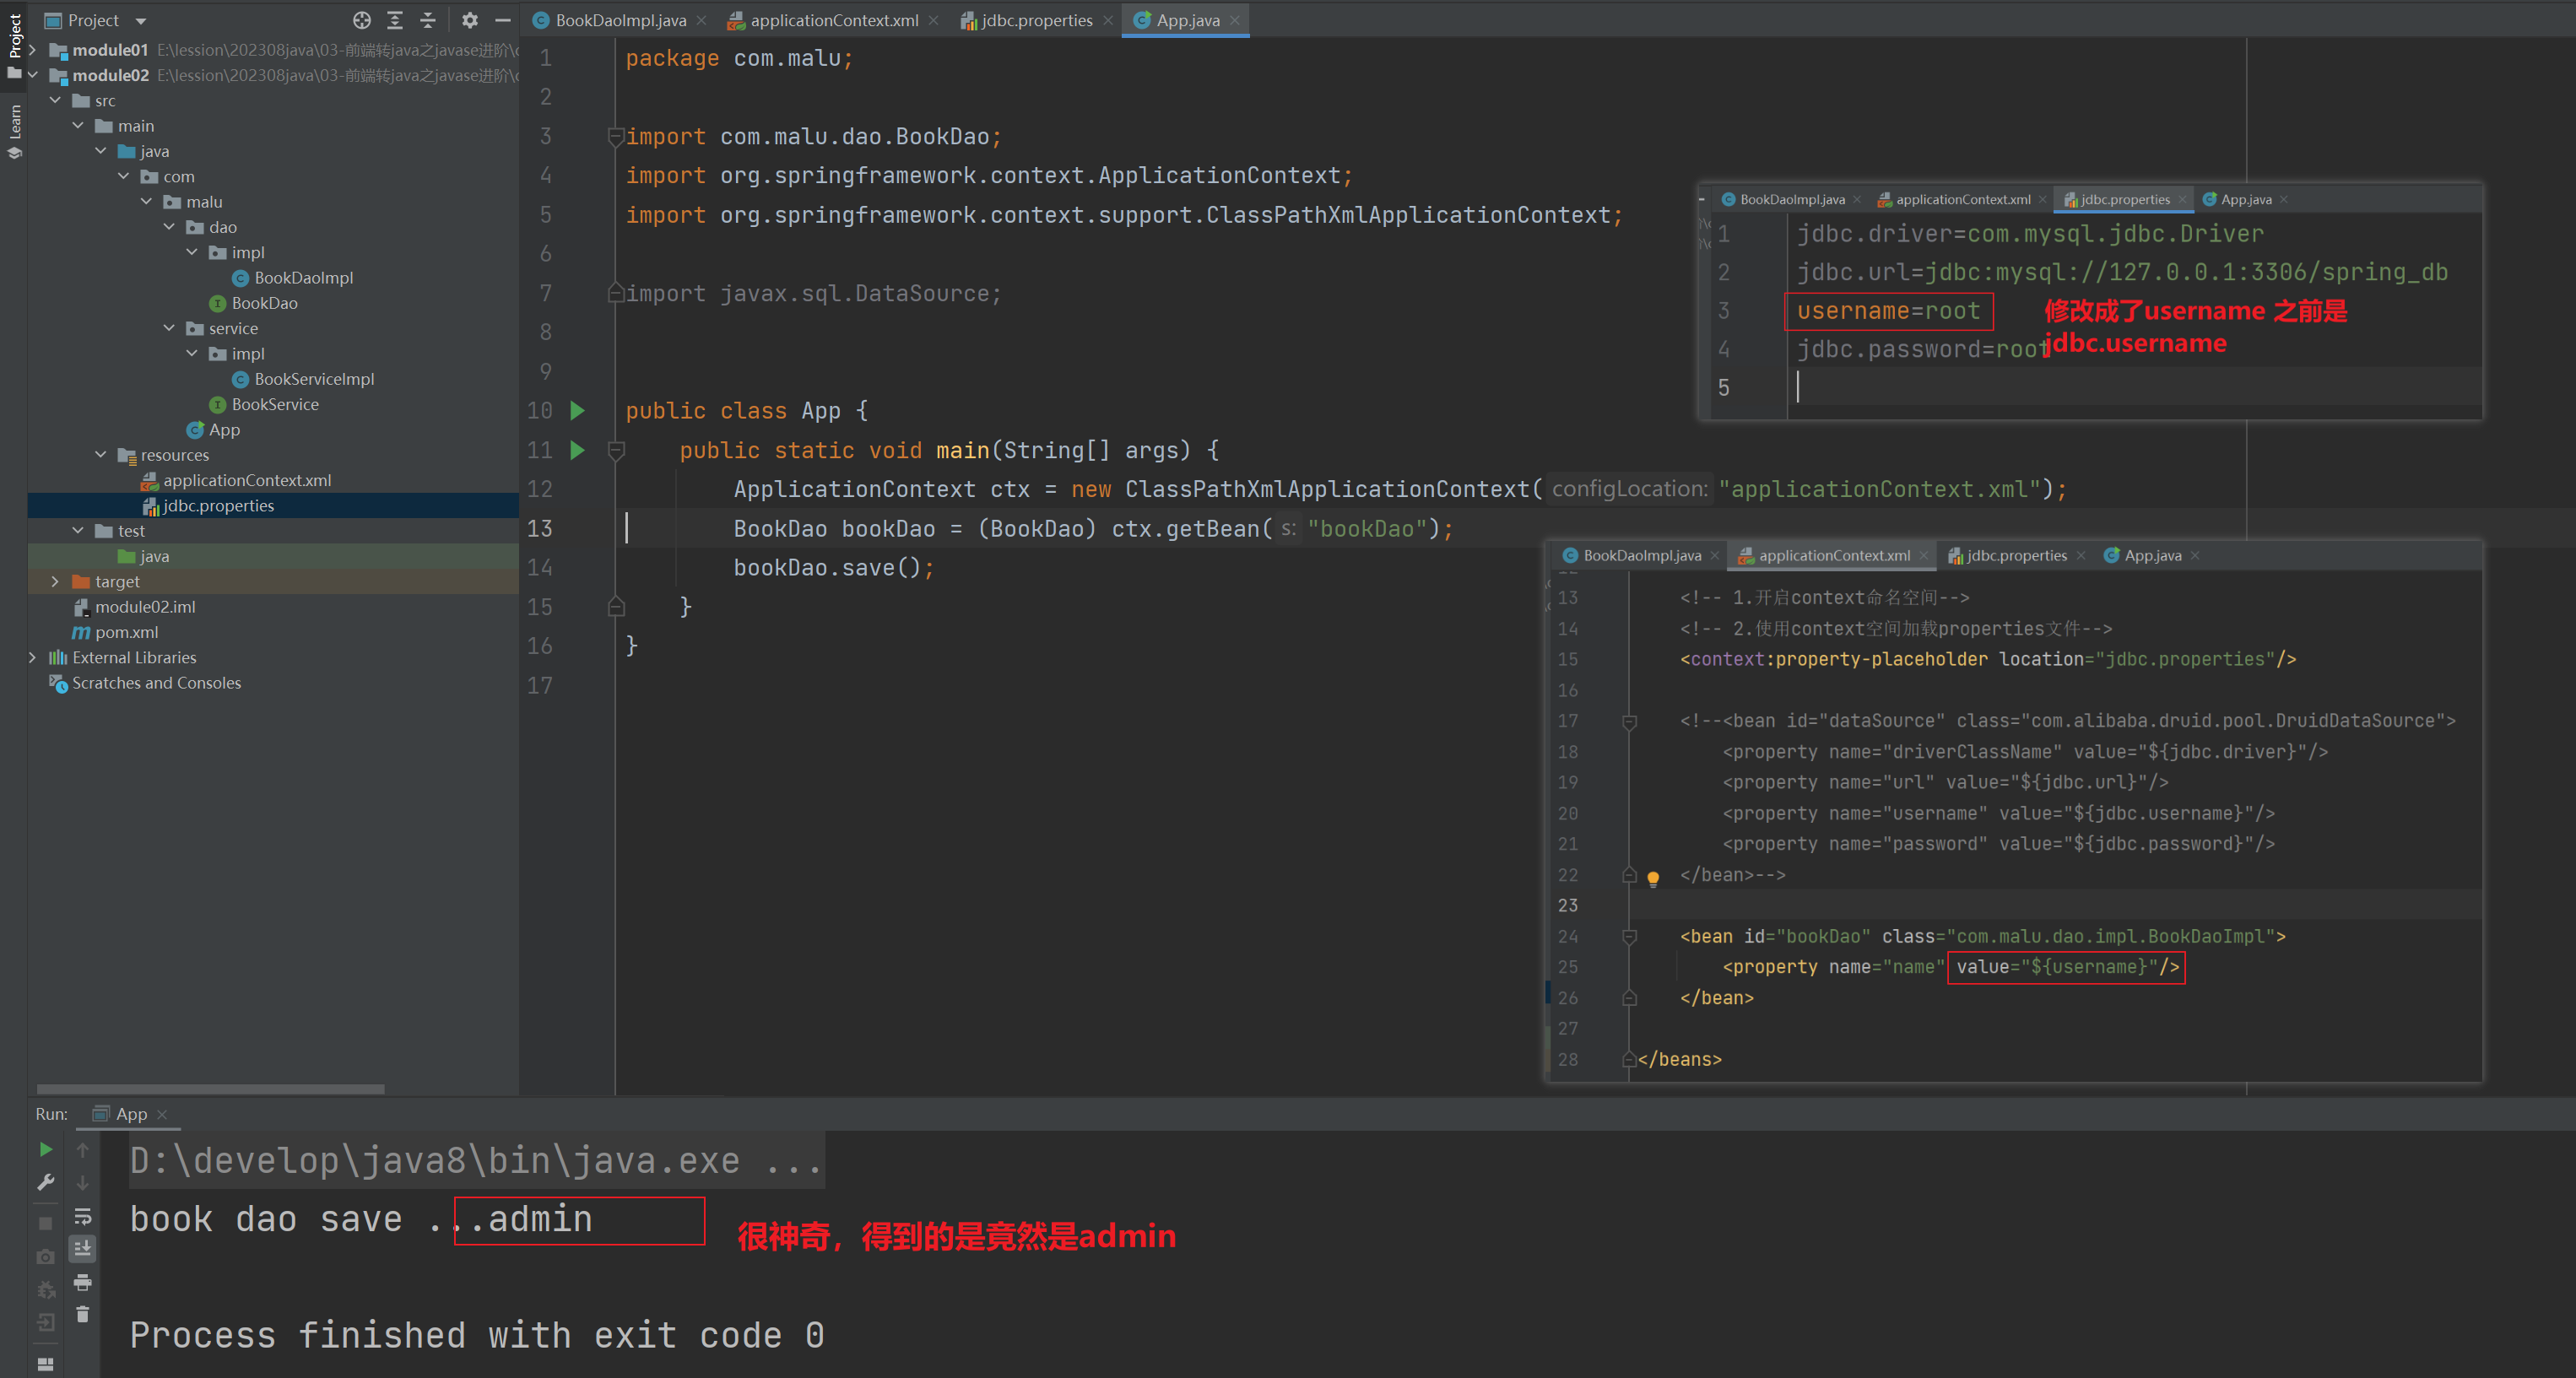 Project
BookDaoImpl.java
applicationContext.xml
jdbc.properties
App.java
Project
Learn
module01 E:\lession\202308java\03-前端转java之javase进阶\
module02 E:\lession\202308java\03-前端转java之javase进阶\
src
main
java
com
malu
dao
impl
BookDaoImpl
BookDao
service
impl
BookServiceImpl
BookService
App
resources
applicationContext.xml
jdbc.properties
test
java
target
module02.iml
pom.xml
External Libraries
Scratches and Consoles
1 package com.malu;
2
3 import com.malu.dao.BookDao;
4 import org.springframework.context.ApplicationContext;
5 import org.springframework.context.support.ClassPathXmlApplicationContext;
6
7 import javax.sql.DataSource;
8
9
10 public class App {
11 public static void main(String[] args) {
12 ApplicationContext ctx = new ClassPathXmlApplicationContext( configLocation: "applicationContext.xml");
13 BookDao bookDao = (BookDao) ctx.getBean( s: "bookDao");
14 bookDao.save();
15 }
16 }
17
BookDaoImpl.java applicationContext.xml jdbc.properties App.java
1 jdbc.driver=com.mysql.jdbc.Driver
2 jdbc.url=jdbc:mysql://127.0.0.1:3306/spring_db
3 username=root
4 jdbc.password=root
5
修改成了username 之前是
jdbc.username
BookDaoImpl.java applicationContext.xml jdbc.properties App.java
13 <!-- 1.开启context命名空间-->
14 <!-- 2.使用context空间加载properties文件-->
15 <context:property-placeholder location="jdbc.properties"/>
16
17 <!--<bean id="dataSource" class="com.alibaba.druid.pool.DruidDataSource">
18 <property name="driverClassName" value="${jdbc.driver}"/>
19 <property name="url" value="${jdbc.url}"/>
20 <property name="username" value="${jdbc.username}"/>
21 <property name="password" value="${jdbc.password}"/>
22 </bean>-->
23
24 <bean id="bookDao" class="com.malu.dao.impl.BookDaoImpl">
25 <property name="name" value="${username}"/>
26 </bean>
27
28 </beans>
Run: App
D:\develop\java8\bin\java.exe ...
book dao save ...admin
很神奇，得到的是竟然是admin
Process finished with exit code 0